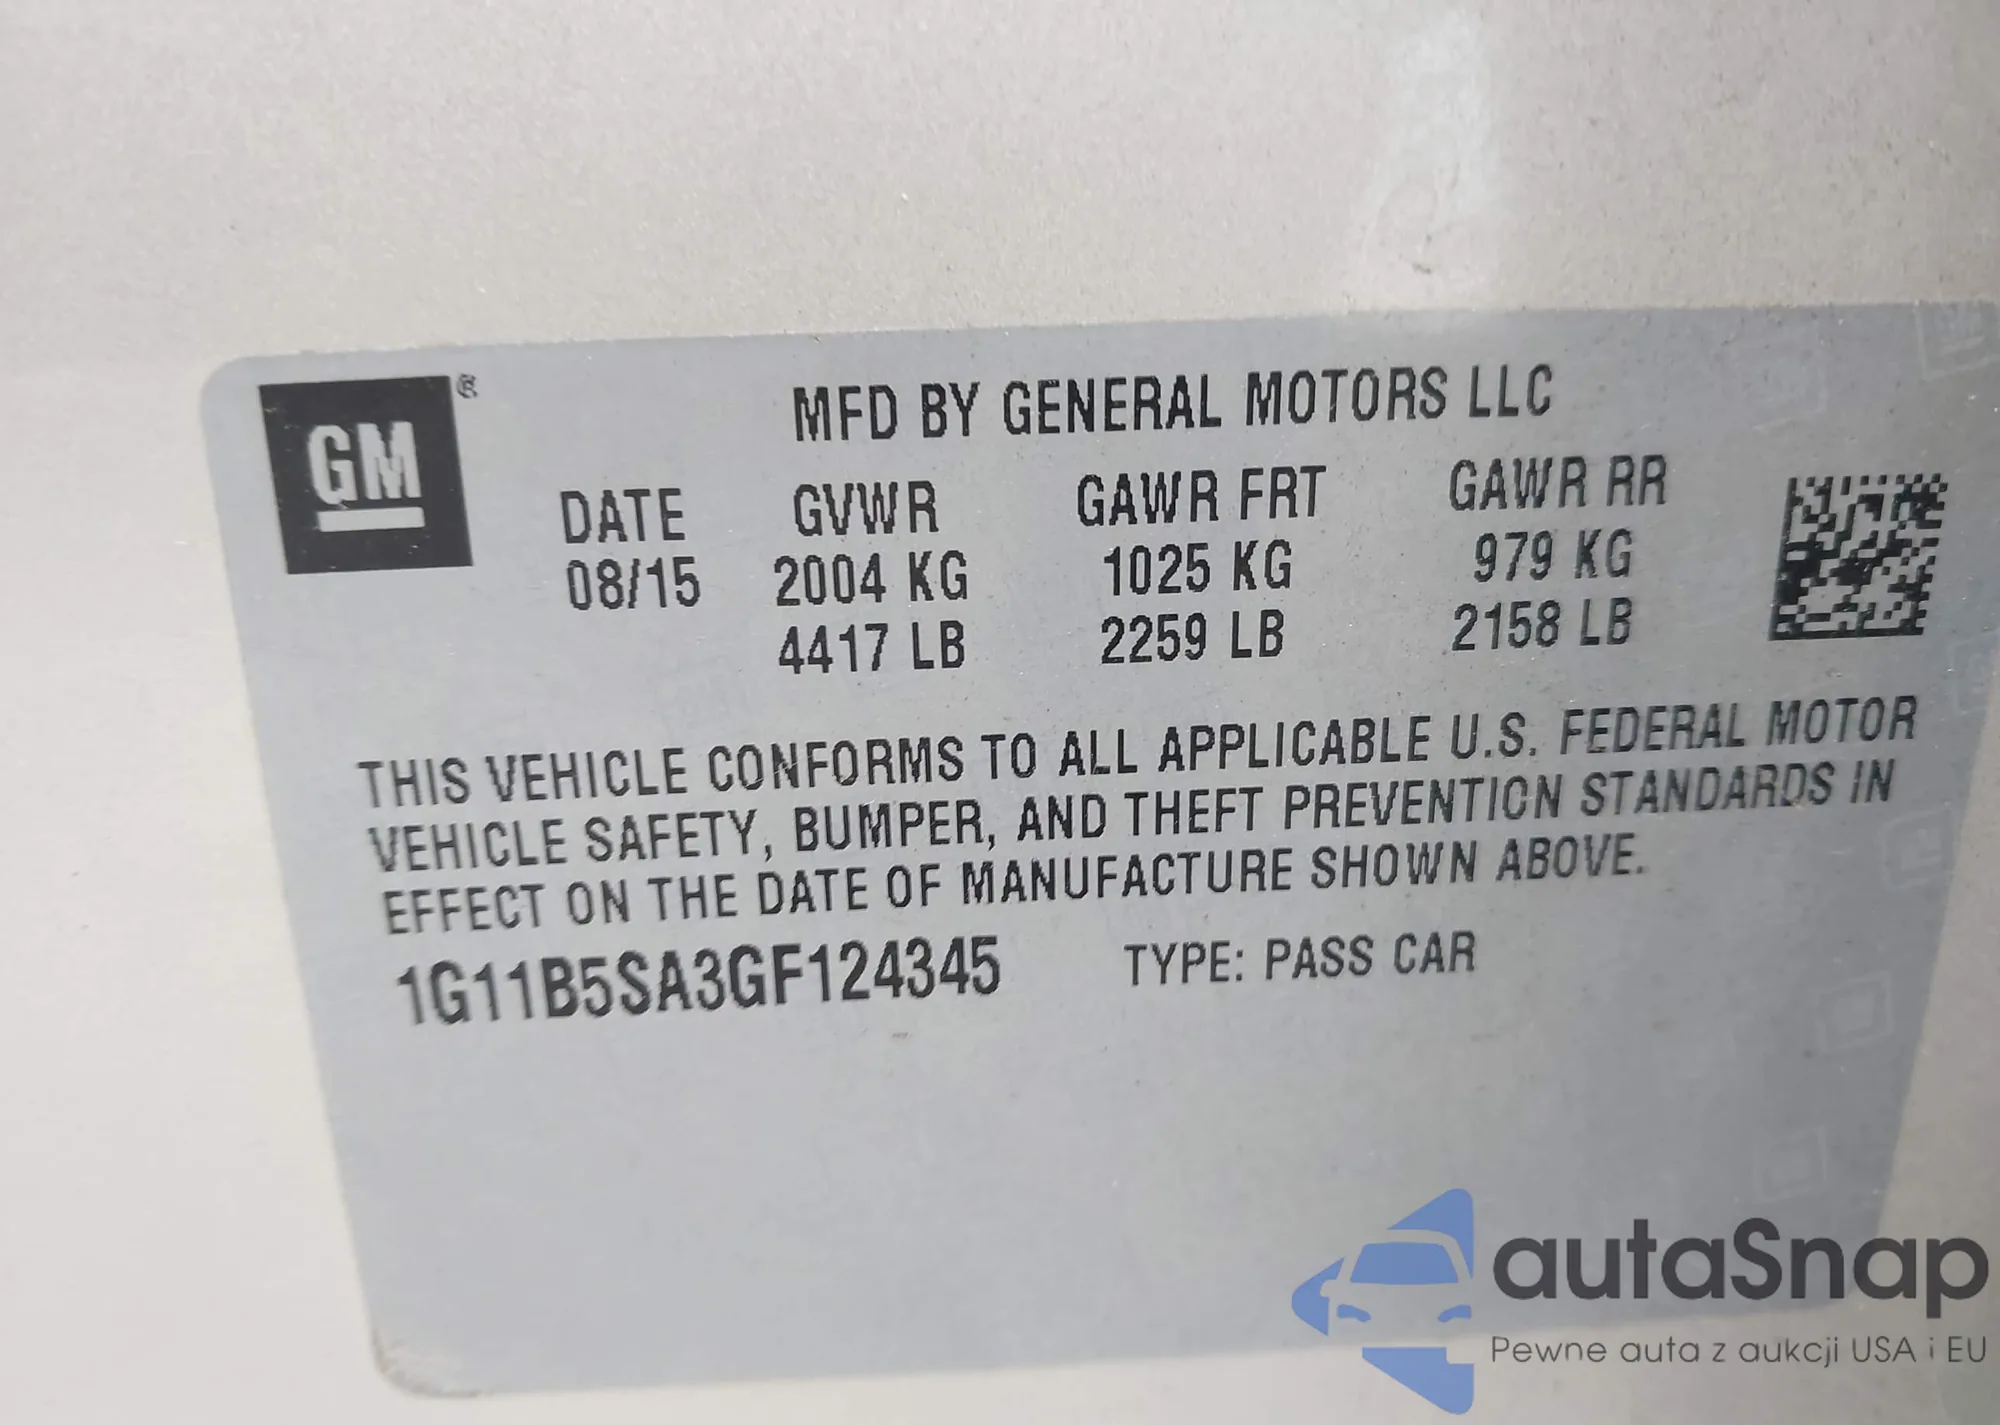 GM ®
MFD BY GENERAL MOTORS LLC
DATE GVWR GAWR FRT GAWR RR
08/15 2004 KG 1025 KG 979 KG
4417 LB 2259 LB 2158 LB
THIS VEHICLE CONFORMS TO ALL APPLICABLE U.S. FEDERAL MOTOR
VEHICLE SAFETY, BUMPER, AND THEFT PREVENTION STANDARDS IN
EFFECT ON THE DATE OF MANUFACTURE SHOWN ABOVE.
1G11B5SA3GF124345 TYPE: PASS CAR
autaSnap
Pewne auta z aukcji USA i EU